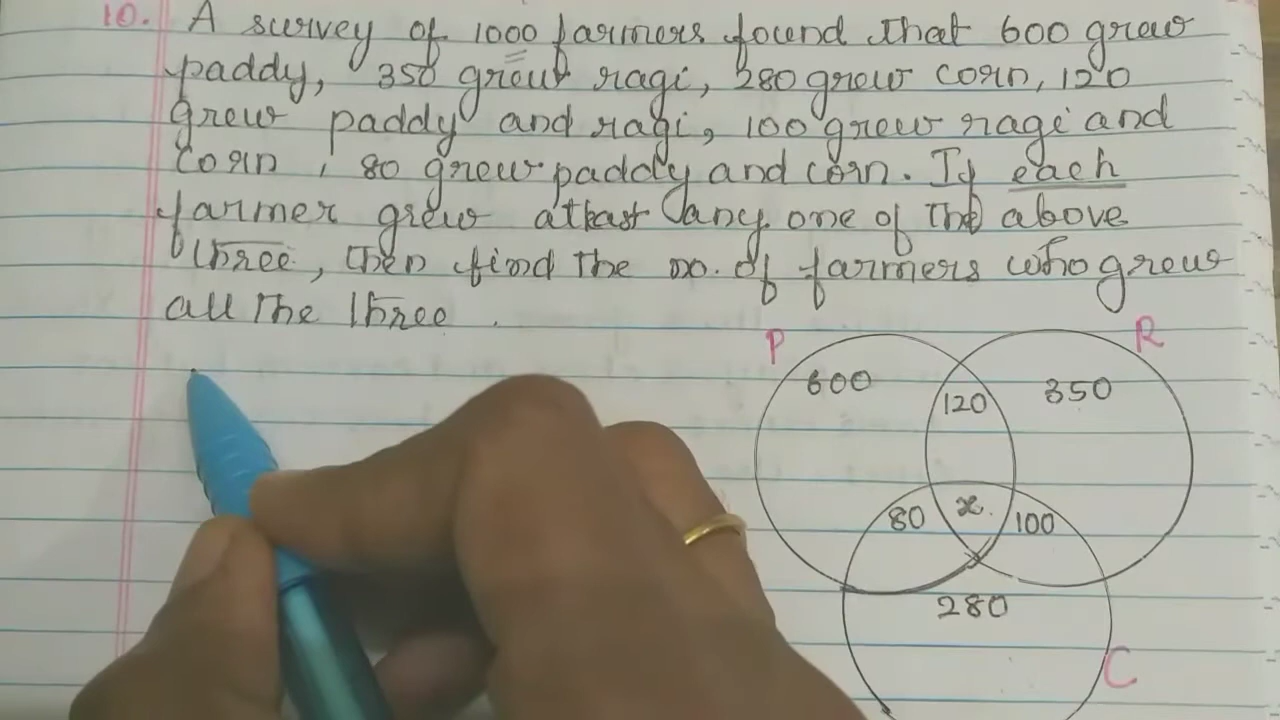 10. A survey of 1000 farmers found that 600 grew
paddy, 350 grew ragi, 280 grew corn, 120
grew paddy and ragi, 100 grew ragi and
corn, 80 grew paddy and corn. If each
farmer grew atleast any one of the above
three, then find the no. of farmers who grew
all the three.
P
R
600
120
350
80
x.
100
280
C